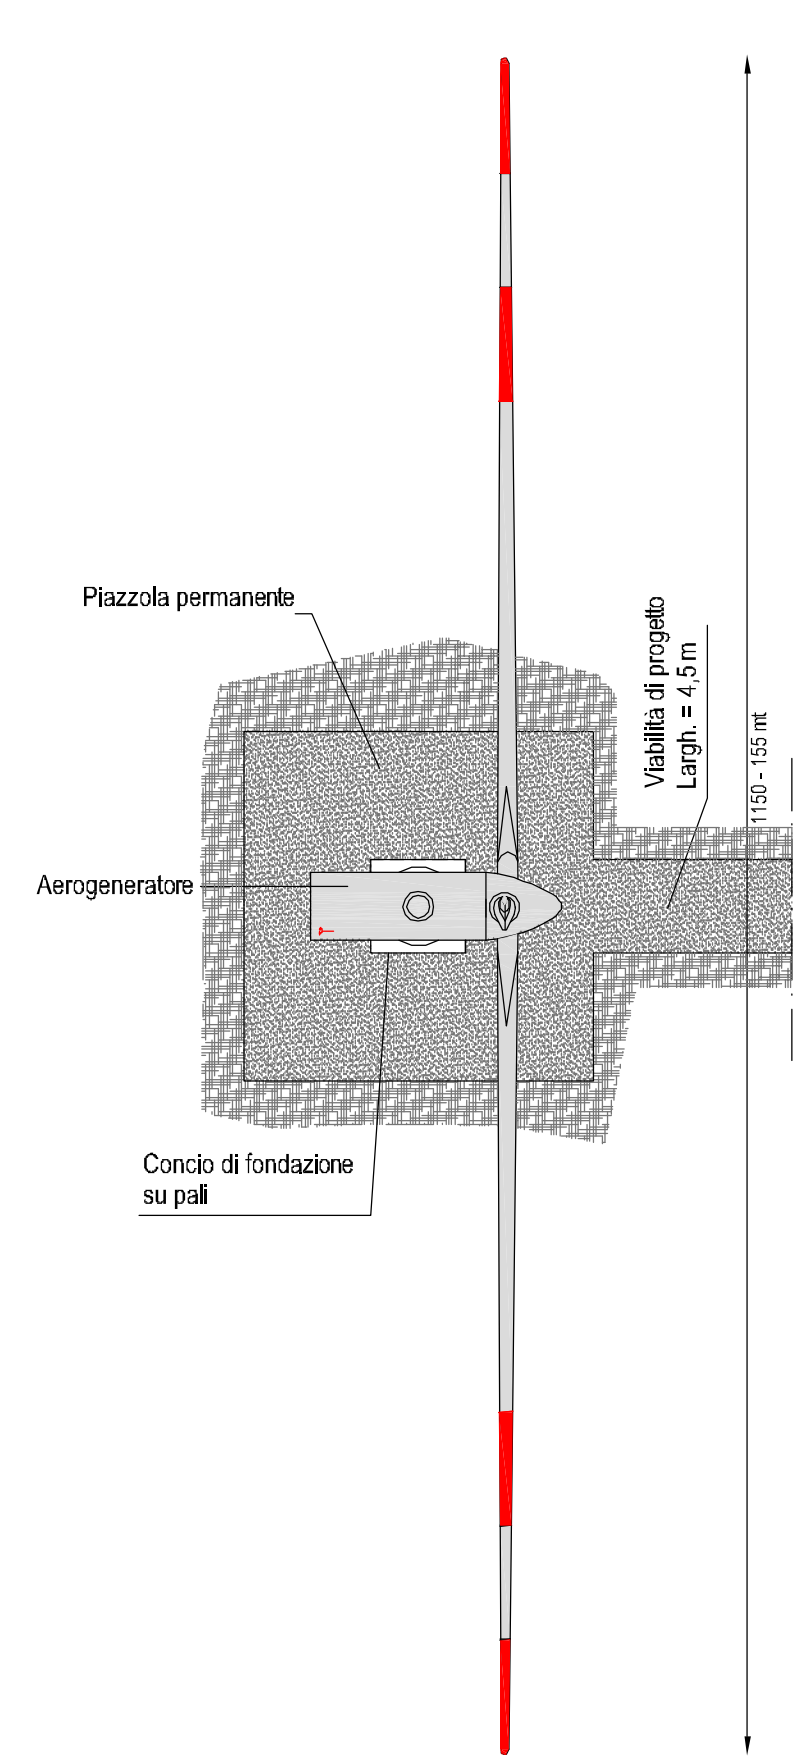 Piazzola permanente
Viabilità di progetto
Largh. = 4,5 m
1150 - 155 mt
Aerogeneratore
Concio di fondazione
su pali